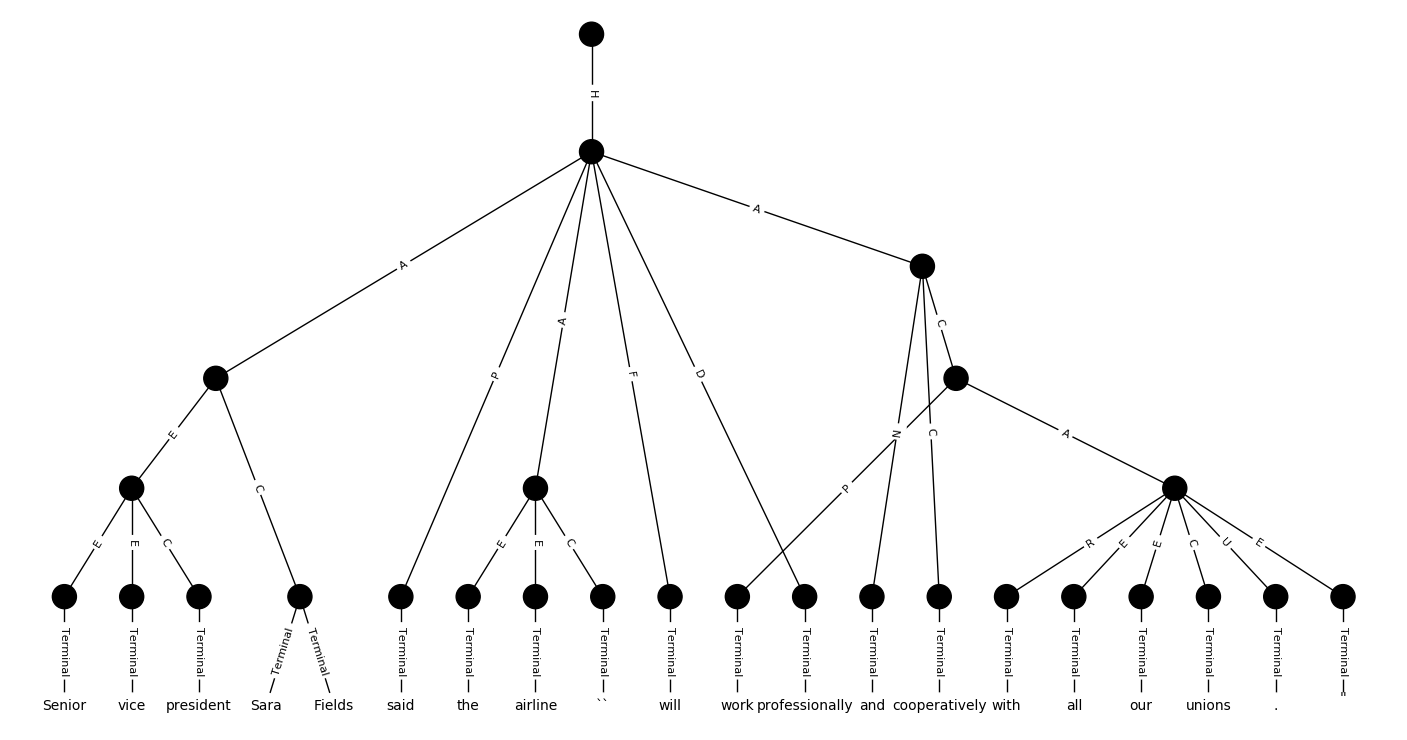 H
A
A
A
P
F
D
C
E
C
N
C
P
A
E
E
C
E
E
C
R
E
E
C
U
E
Terminal Terminal Terminal Terminal Terminal Terminal Terminal Terminal Terminal Terminal Terminal Terminal Terminal Terminal Terminal Terminal Terminal Terminal Terminal Terminal
Senior vice president Sara Fields said the airline `` will work professionally and cooperatively with all our unions . "